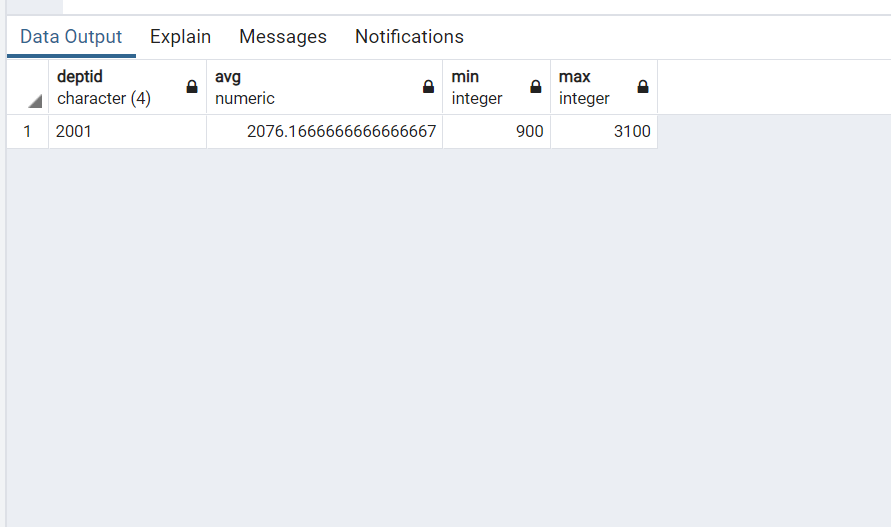 Data Output Explain Messages Notifications
deptid avg min max
character (4) numeric integer integer
1 2001 2076.1666666666666667 900 3100